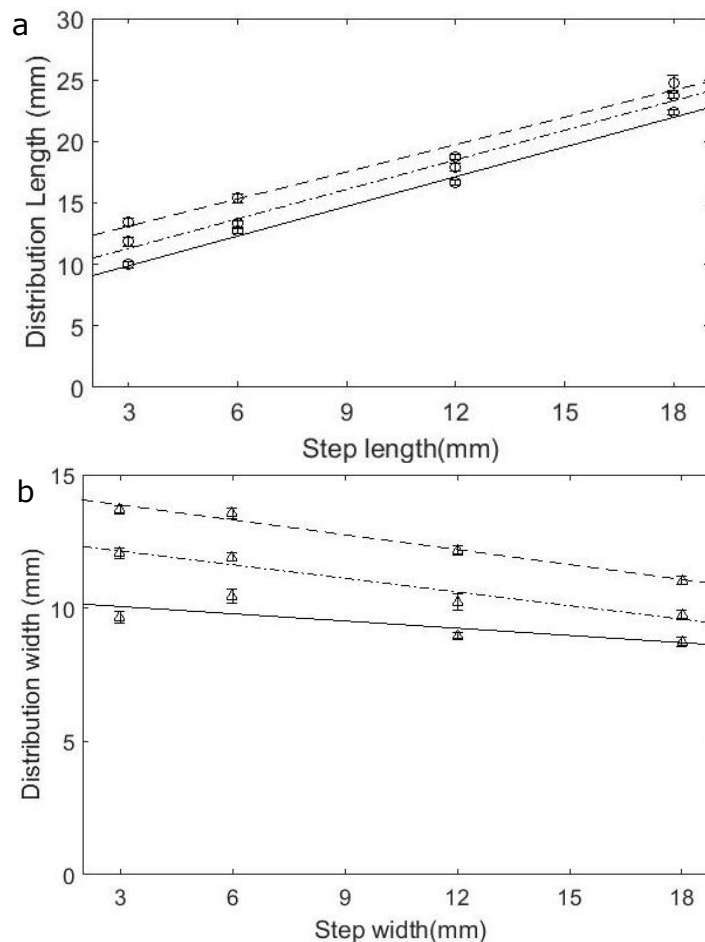 a
30
25
20
15
10
5
0
Distribution Length (mm)
3 6 9 12 15 18
Step length(mm)
b
15
10
5
0
Distribution width (mm)
3 6 9 12 15 18
Step width(mm)